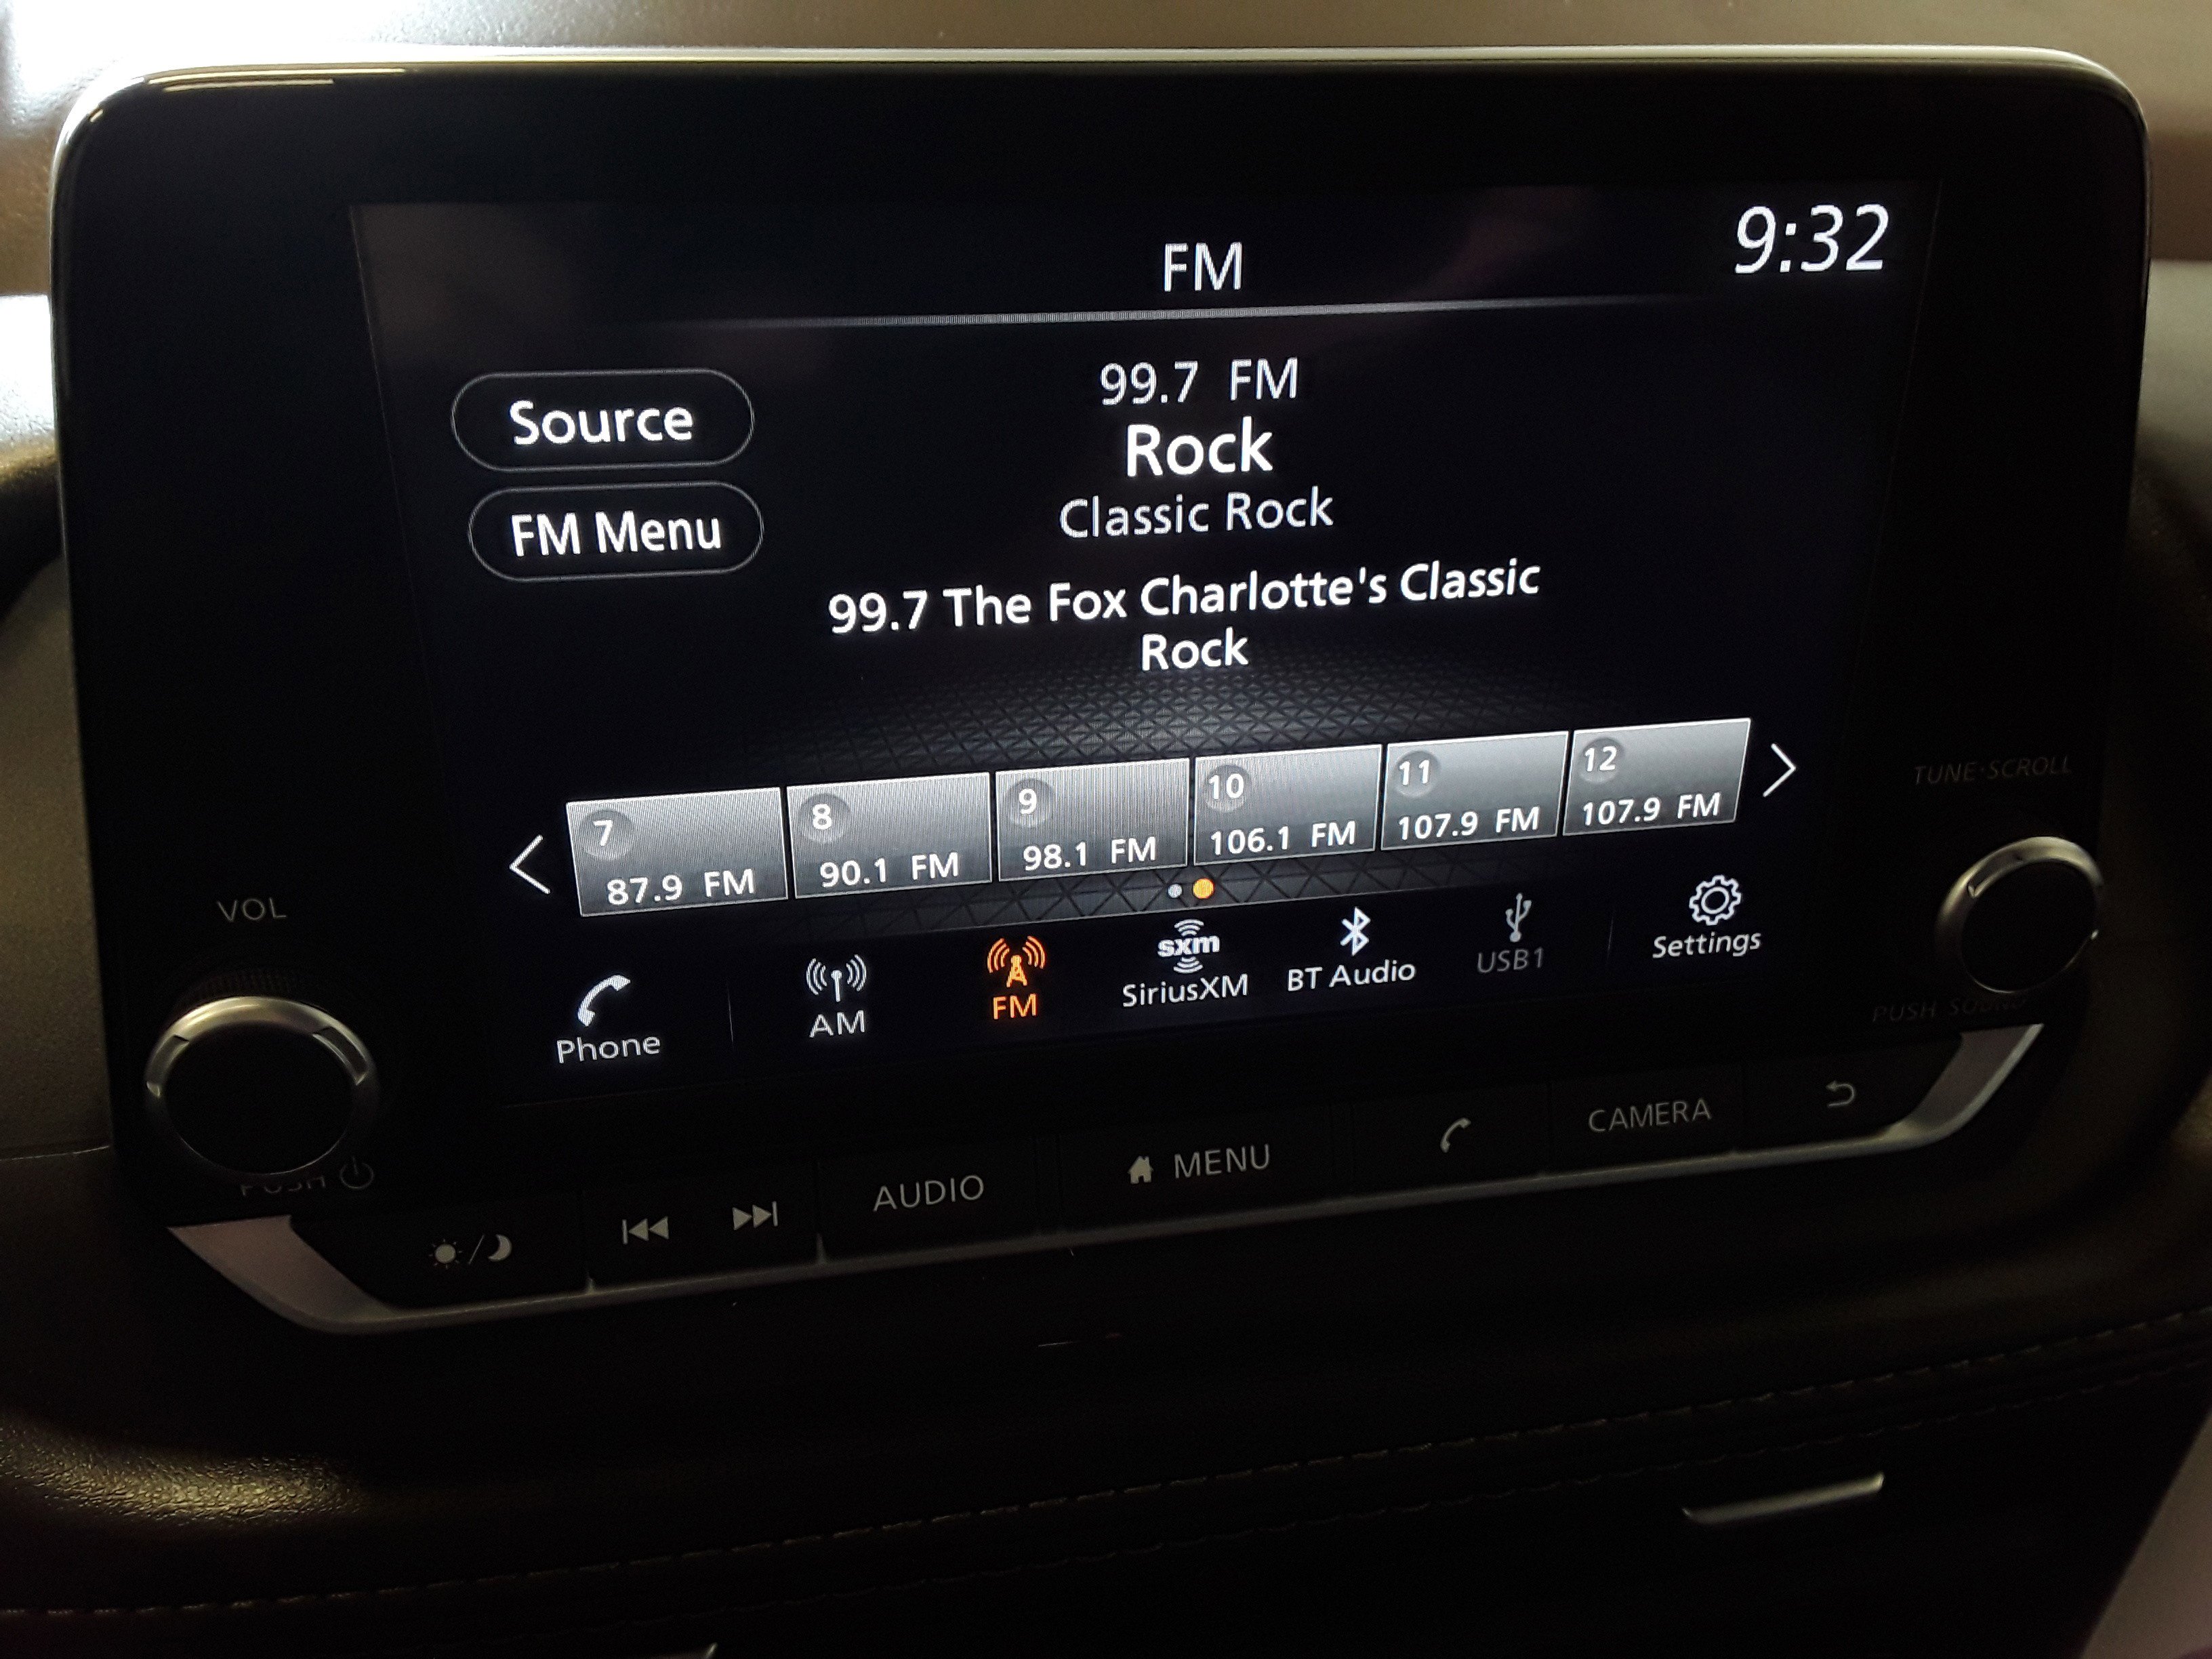 FM
9:32
Source
FM Menu
99.7 FM
Rock
Classic Rock
99.7 The Fox Charlotte's Classic
Rock
7
87.9 FM
8
90.1 FM
9
98.1 FM
10
106.1 FM
11
107.9 FM
12
107.9 FM
TUNE·SCROLL
VOL
Phone
AM
FM
sxm
SiriusXM
BT Audio
USB1
Settings
PUSH SOUND
PUSH
AUDIO
MENU
CAMERA